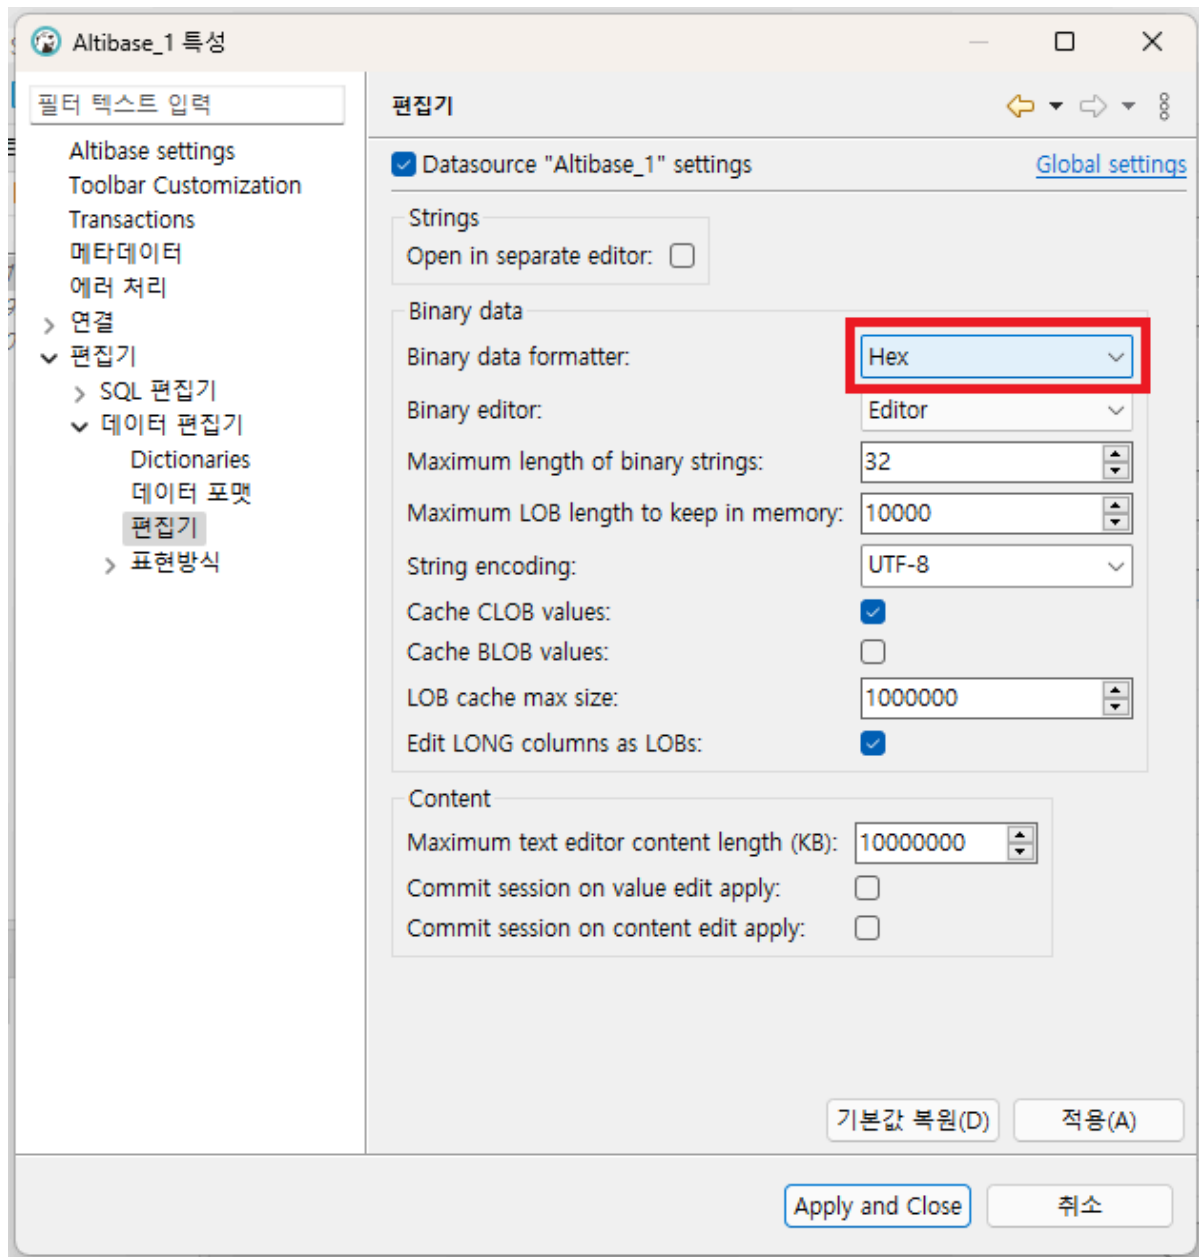 Altibase_1 특성
필터 텍스트 입력
Altibase settings
Toolbar Customization
Transactions
메타데이터
에러 처리
연결
편집기
SQL 편집기
데이터 편집기
Dictionaries
데이터 포맷
편집기
표현방식
편집기
Datasource "Altibase_1" settings
Global settings
Strings
Open in separate editor:
Binary data
Binary data formatter: Hex
Binary editor: Editor
Maximum length of binary strings: 32
Maximum LOB length to keep in memory: 10000
String encoding: UTF-8
Cache CLOB values:
Cache BLOB values:
LOB cache max size: 1000000
Edit LONG columns as LOBs:
Content
Maximum text editor content length (KB): 10000000
Commit session on value edit apply:
Commit session on content edit apply:
기본값 복원(D) 적용(A)
Apply and Close 취소